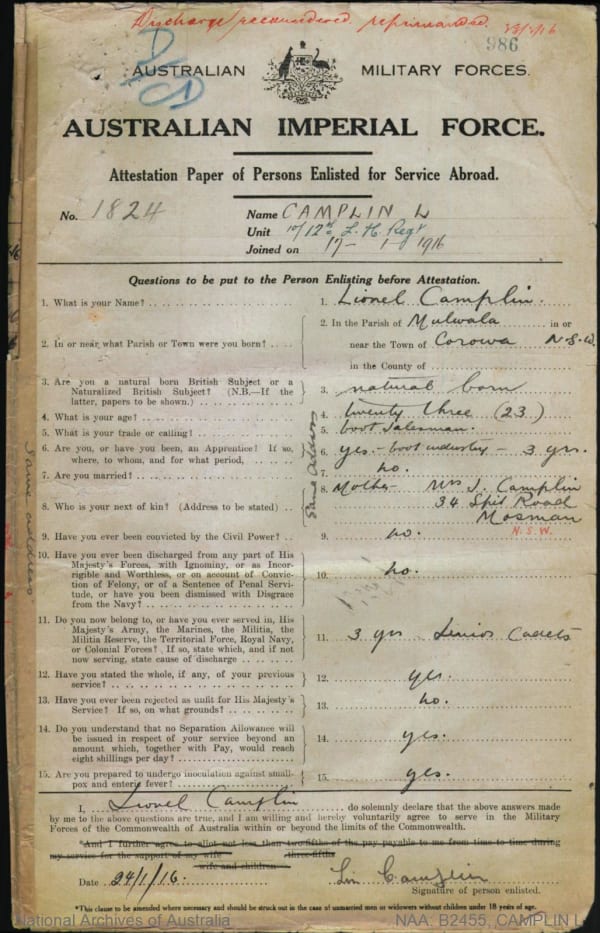 Discharge recommended. reprimanded.
986
AUSTRALIAN MILITARY FORCES.
AUSTRALIAN IMPERIAL FORCE.
Attestation Paper of Persons Enlisted for Service Abroad.
No. 1824 Name CAMPLIN L
Unit 10/12th L. H. Regt
Joined on 17 - 1 - 1916
Questions to be put to the Person Enlisting before Attestation.
1. What is your Name? 1. Lionel Camplin.
2. In or near what Parish or Town were you born? 2. In the Parish of Mulwala in or
near the Town of Corowa N.S.W.
in the County of
3. Are you a natural born British Subject or a
Naturalized British Subject? (N.B.—If the
latter, papers to be shown.) 3. natural born
4. What is your age? 4. twenty three (23)
5. What is your trade or calling? 5. boot salesman.
6. Are you, or have you been, an Apprentice? If so,
where, to whom, and for what period, 6. yes - boot industry - 3 yrs.
7. Are you married? 7. no.
8. Who is your next of kin? (Address to be stated) 8. Mother - Mrs J. Camplin
34 Spit Road
Mosman
N.S.W.
Same address
Same address
9. Have you ever been convicted by the Civil Power? 9. no.
10. Have you ever been discharged from any part of His
Majesty's Forces, with Ignominy, or as Incor-
rigible and Worthless, or on account of Convic-
tion of Felony, or of a Sentence of Penal Servi-
tude, or have you been dismissed with Disgrace
from the Navy? 10. no.
11. Do you now belong to, or have you ever served in, His
Majesty's Army, the Marines, the Militia, the
Militia Reserve, the Territorial Force, Royal Navy,
or Colonial Forces? If so, state which, and if not
now serving, state cause of discharge 11. 3 yrs Senior Cadets
12. Have you stated the whole, if any, of your previous
service? 12. yes.
13. Have you ever been rejected as unfit for His Majesty's
Service? If so, on what grounds? 13. no.
14. Do you understand that no Separation Allowance will
be issued in respect of your service beyond an
amount which, together with Pay, would reach
eight shillings per day? 14. yes.
15. Are you prepared to undergo inoculation against small-
pox and enteric fever? 15. yes.
I, Lionel Camplin do solemnly declare that the above answers made
by me to the above questions are true, and I am willing and hereby voluntarily agree to serve in the Military
Forces of the Commonwealth of Australia within or beyond the limits of the Commonwealth.
*And I further agree to allot not less than two-fifths of the pay payable to me from time to time during
three-fifths
my service for the support of my wife
wife and children
Date 24/1/16. Lin Camplin
Signature of person enlisted.
*This clause to be amended where necessary and should be struck out in the case of unmarried men or widowers without children under 18 years of age.
National Archives of Australia NAA: B2455, CAMPLIN L